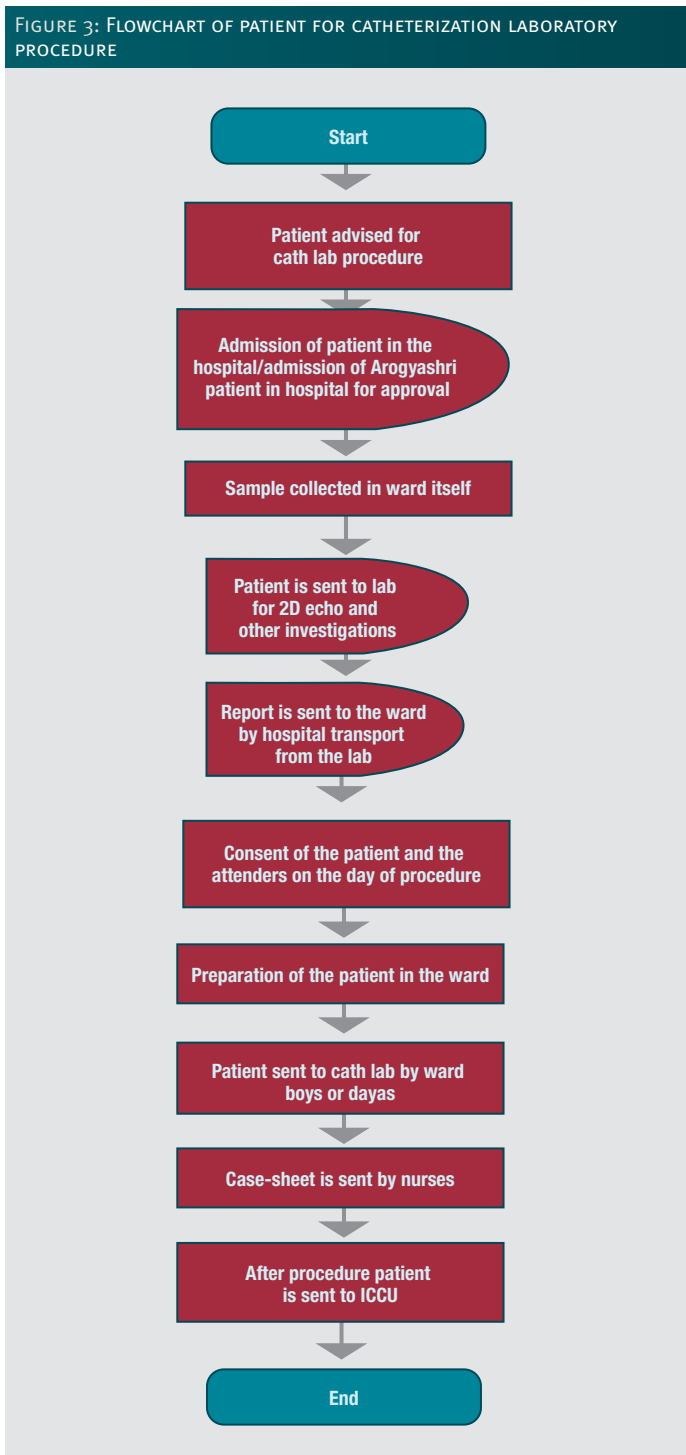 FIGURE 3: FLOWCHART OF PATIENT FOR CATHETERIZATION LABORATORY
PROCEDURE
Start
Patient advised for
cath lab procedure
Admission of patient in the
hospital/admission of Arogyashri
patient in hospital for approval
Sample collected in ward itself
Patient is sent to lab
for 2D echo and
other investigations
Report is sent to the ward
by hospital transport
from the lab
Consent of the patient and the
attenders on the day of procedure
Preparation of the patient in the ward
Patient sent to cath lab by ward
boys or dayas
Case-sheet is sent by nurses
After procedure patient
is sent to ICCU
End